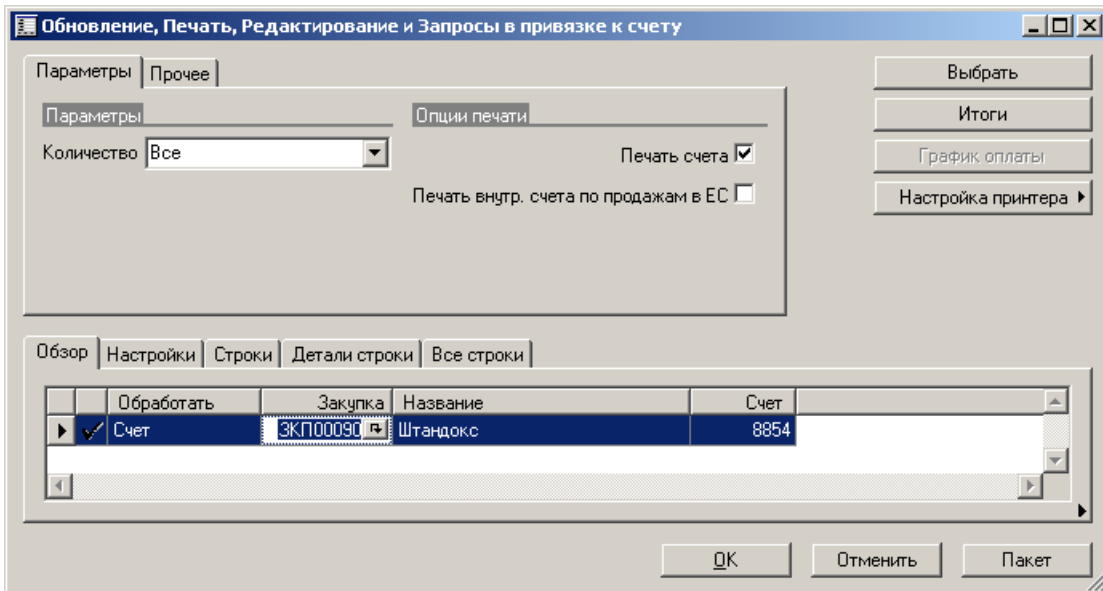 Обновление, Печать, Редактирование и Запросы в привязке к счету
Параметры Прочее
Выбрать
Параметры Опции печати
Итоги
Количество Все
Печать счета
График оплаты
Печать внутр. счета по продажам в ЕС
Настройка принтера
Обзор Настройки Строки Детали строки Все строки
Обработать Закупка Название Счет
Счет ЗКП00090 Штандокс 8854
OK Отменить Пакет